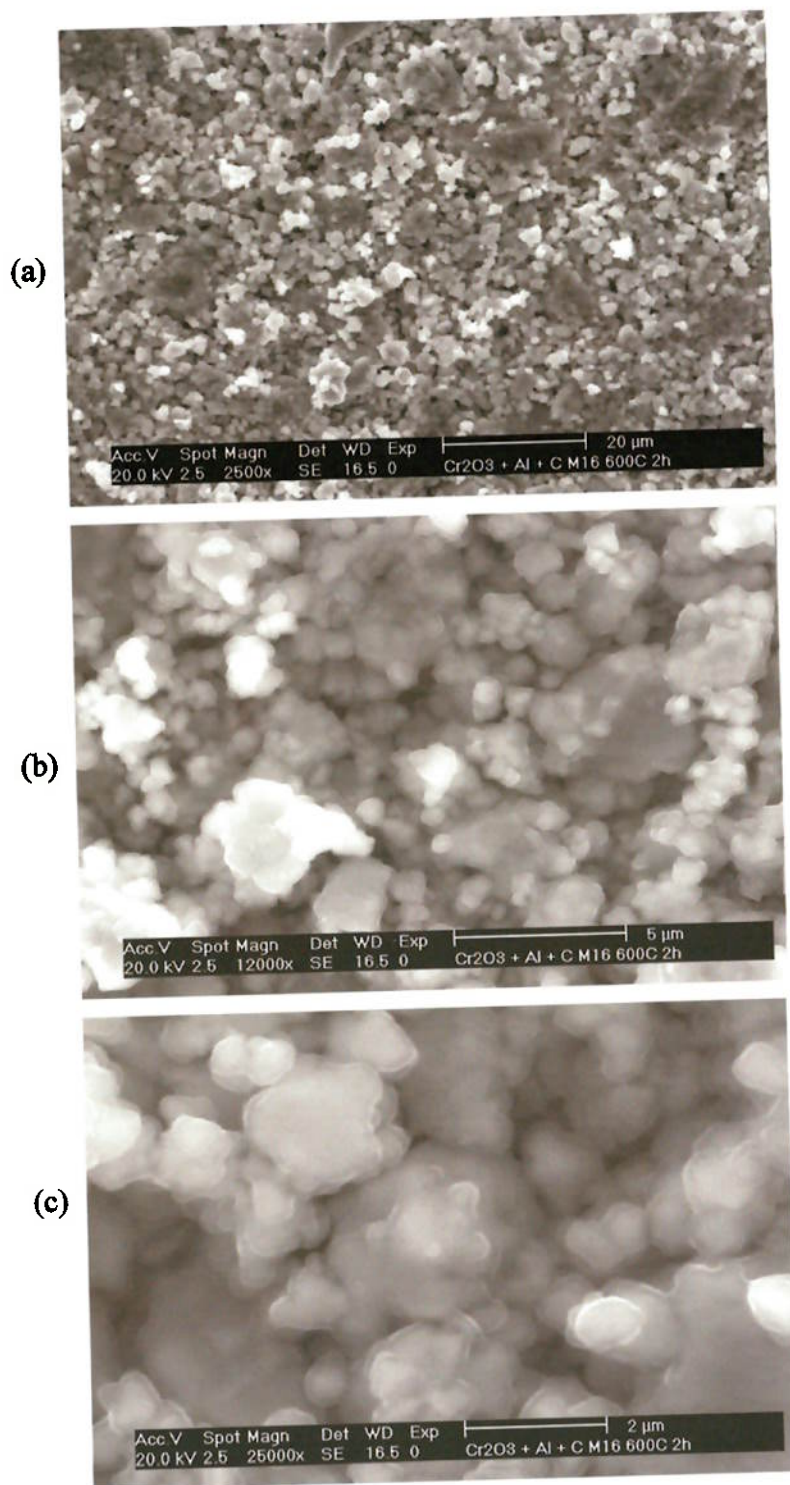 (a)
20 µm
Acc.V Spot Magn Det WD Exp
20.0 kV 2.5 2500x SE 16.5 0 Cr2O3 + Al + C M16 600C 2h
(b)
5 µm
Acc.V Spot Magn Det WD Exp
20.0 kV 2.5 12000x SE 16.5 0 Cr2O3 + Al + C M16 600C 2h
(c)
2 µm
Acc.V Spot Magn Det WD Exp
20.0 kV 2.5 25000x SE 16.5 0 Cr2O3 + Al + C M16 600C 2h